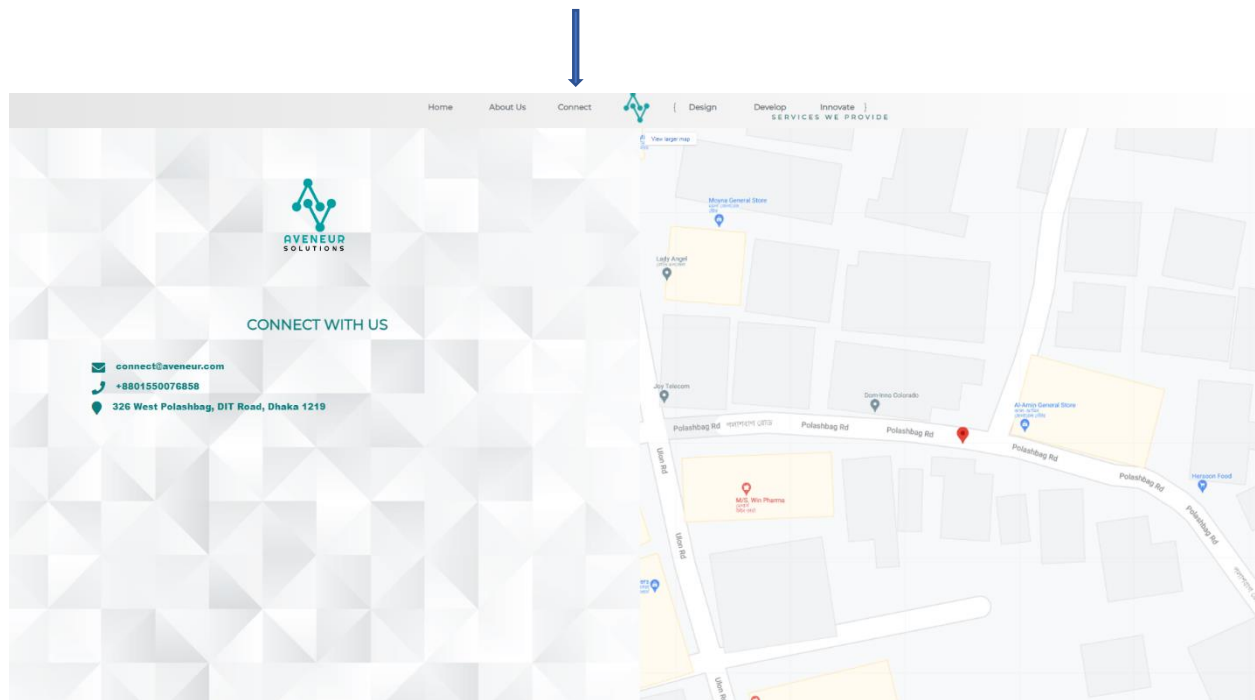 Home About Us Connect { Design Develop Innovate }
SERVICES WE PROVIDE
AVENEUR
SOLUTIONS
CONNECT WITH US
connect@aveneur.com
+8801550076858
326 West Polashbag, DIT Road, Dhaka 1219
View larger map
Moyna General Store
Lady Angel
Joy Telecom
Dom-Inno Colorado
Al-Amin General Store
Polashbag Rd
Polashbag Rd
Polashbag Rd
Polashbag Rd
Polashbag Rd
Polashbag Rd
Ulon Rd
M/S. Win Pharma
Herisson Food
Ulon Rd
Ulon